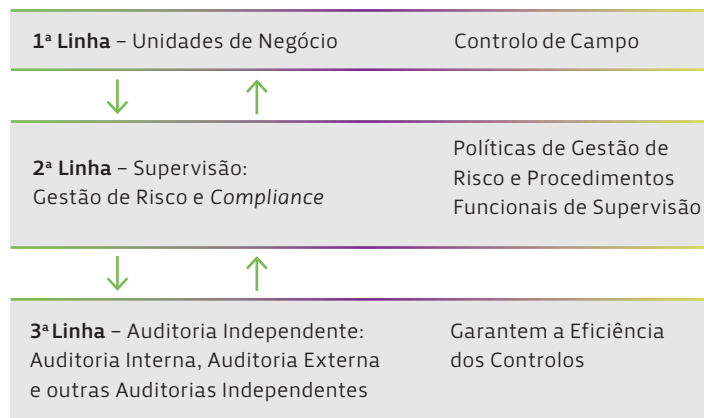 1ª Linha – Unidades de Negócio
Controlo de Campo
2ª Linha – Supervisão:
Gestão de Risco e Compliance
Políticas de Gestão de
Risco e Procedimentos
Funcionais de Supervisão
3ª Linha – Auditoria Independente:
Auditoria Interna, Auditoria Externa
e outras Auditorias Independentes
Garantem a Eficiência
dos Controlos